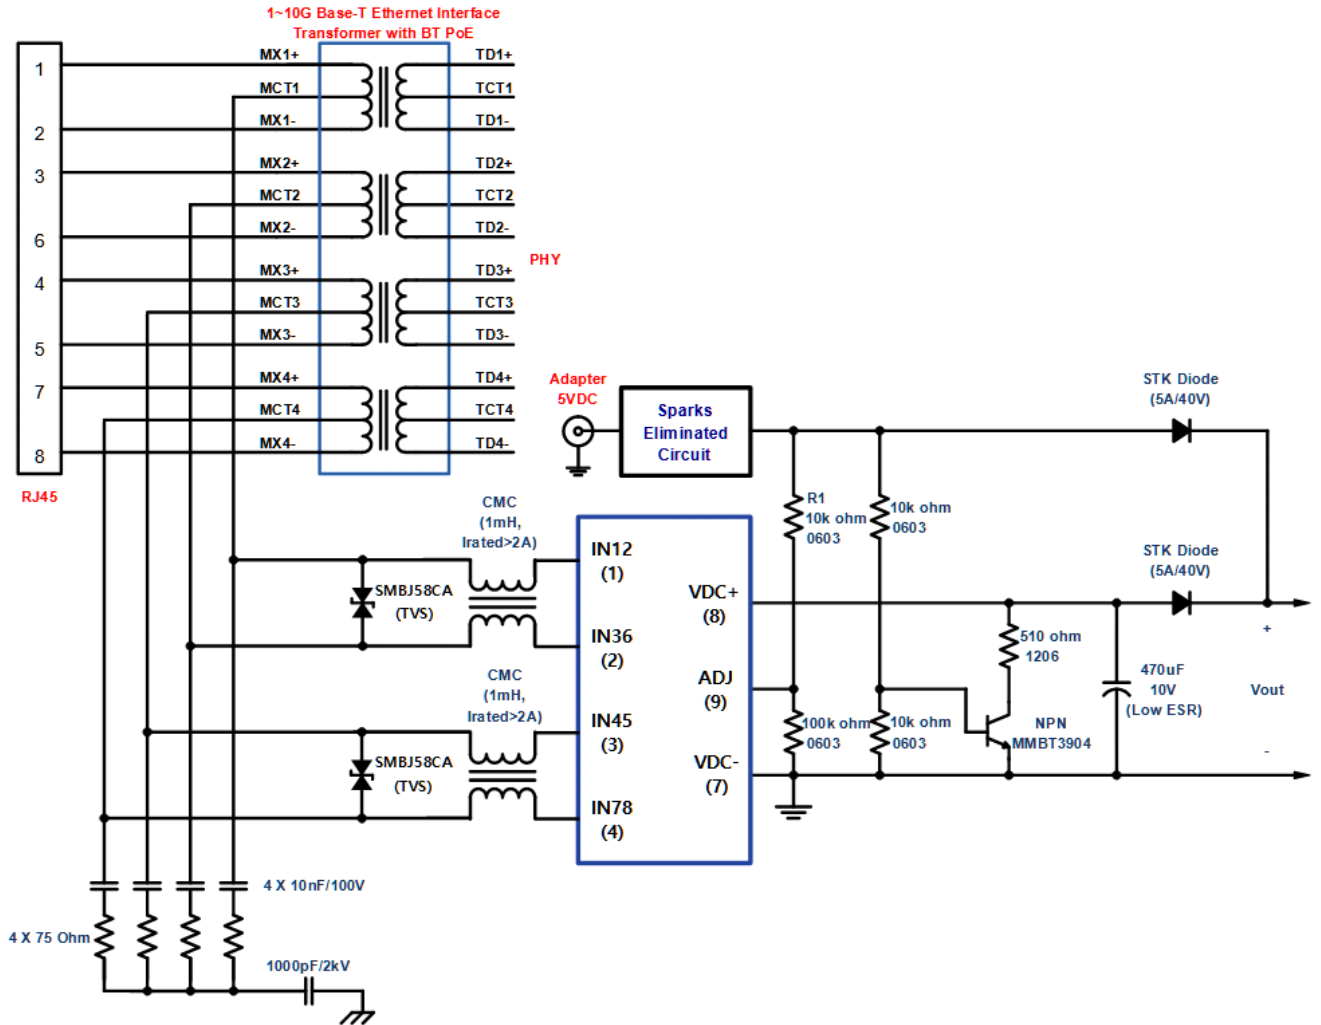 1~10G Base-T Ethernet Interface
Transformer with BT PoE
1
MX1+
TD1+
MCT1
TCT1
2
MX1-
TD1-
3
MX2+
TD2+
MCT2
TCT2
6
MX2-
TD2-
PHY
4
MX3+
TD3+
MCT3
TCT3
5
MX3-
TD3-
7
MX4+
TD4+
MCT4
TCT4
8
MX4-
TD4-
RJ45
Adapter
5VDC
Sparks
Eliminated
Circuit
STK Diode
(5A/40V)
R1
10k ohm
0603
10k ohm
0603
CMC
(1mH,
Irated>2A)
SMBJ58CA
(TVS)
IN12
(1)
IN36
(2)
CMC
(1mH,
Irated>2A)
SMBJ58CA
(TVS)
IN45
(3)
IN78
(4)
VDC+
(8)
ADJ
(9)
VDC-
(7)
STK Diode
(5A/40V)
510 ohm
1206
100k ohm
0603
10k ohm
0603
NPN
MMBT3904
470uF
10V
(Low ESR)
+
Vout
-
4 X 10nF/100V
4 X 75 Ohm
1000pF/2kV